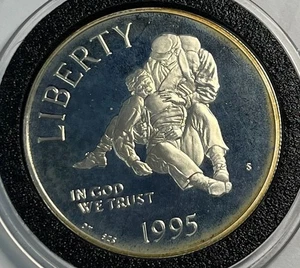 LIBERTY
S
IN GOD
WE TRUST
1995